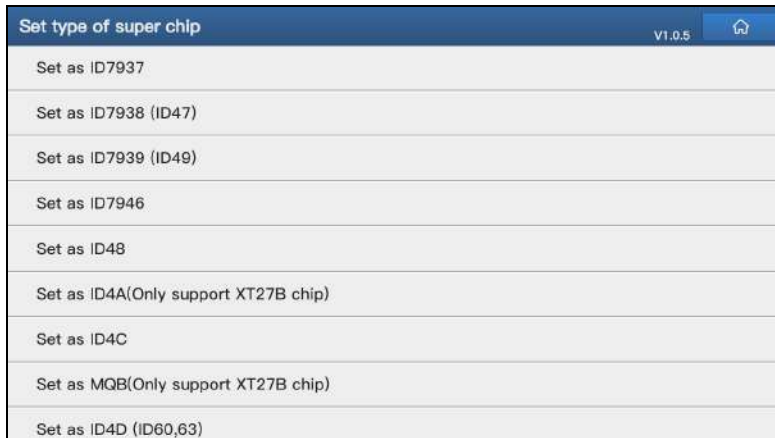 Set type of super chip
V1.0.5
Set as ID7937
Set as ID7938 (ID47)
Set as ID7939 (ID49)
Set as ID7946
Set as ID48
Set as ID4A(Only support XT27B chip)
Set as ID4C
Set as MQB(Only support XT27B chip)
Set as ID4D (ID60,63)